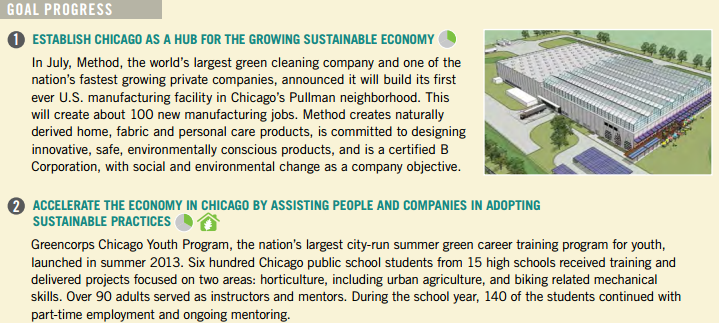 GOAL PROGRESS
1 ESTABLISH CHICAGO AS A HUB FOR THE GROWING SUSTAINABLE ECONOMY
In July, Method, the world's largest green cleaning company and one of the
nation's fastest growing private companies, announced it will build its first
ever U.S. manufacturing facility in Chicago's Pullman neighborhood. This
will create about 100 new manufacturing jobs. Method creates naturally
derived home, fabric and personal care products, is committed to designing
innovative, safe, environmentally conscious products, and is a certified B
Corporation, with social and environmental change as a company objective.
2 ACCELERATE THE ECONOMY IN CHICAGO BY ASSISTING PEOPLE AND COMPANIES IN ADOPTING
SUSTAINABLE PRACTICES
Greencorps Chicago Youth Program, the nation's largest city-run summer green career training program for youth,
launched in summer 2013. Six hundred Chicago public school students from 15 high schools received training and
delivered projects focused on two areas: horticulture, including urban agriculture, and biking related mechanical
skills. Over 90 adults served as instructors and mentors. During the school year, 140 of the students continued with
part-time employment and ongoing mentoring.